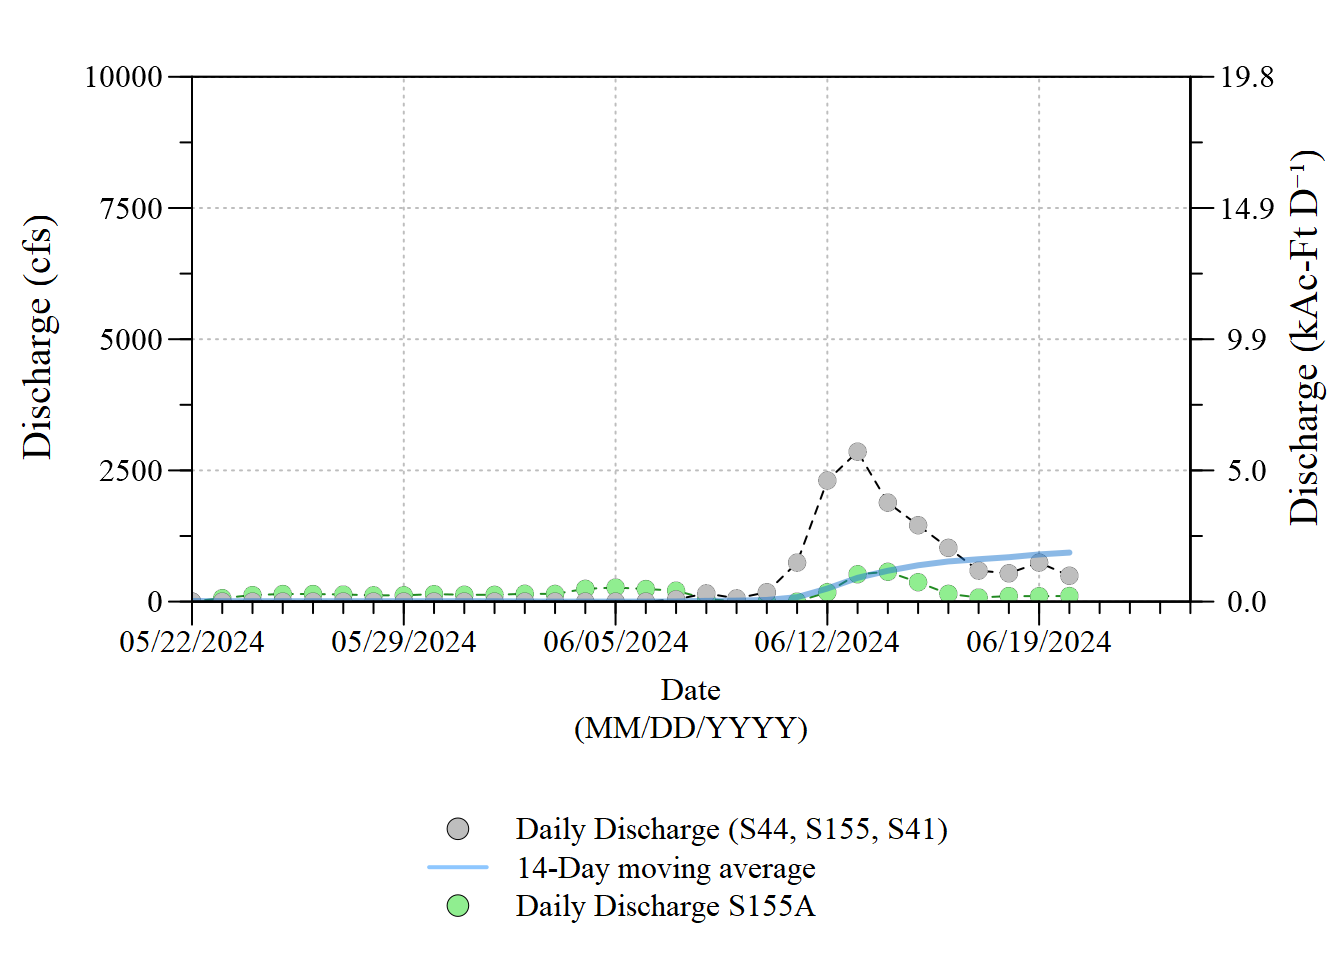 10000
7500
5000
2500
0
Discharge (cfs)
19.8
14.9
9.9
5.0
0.0
Discharge (kAc-Ft D⁻¹)
05/22/2024
05/29/2024
06/05/2024
06/12/2024
06/19/2024
Date
(MM/DD/YYYY)
Daily Discharge (S44, S155, S41)
14-Day moving average
Daily Discharge S155A